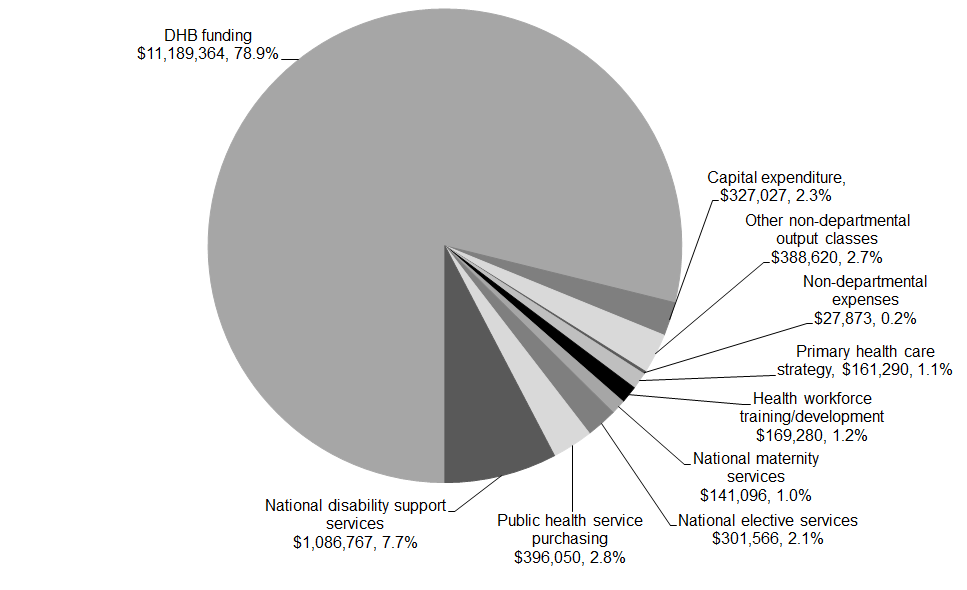 DHB funding
$11,189,364, 78.9%
Capital expenditure,
$327,027, 2.3%
Other non-departmental
output classes
$388,620, 2.7%
Non-departmental
expenses
$27,873, 0.2%
Primary health care
strategy, $161,290, 1.1%
Health workforce
training/development
$169,280, 1.2%
National maternity
services
$141,096, 1.0%
National elective services
$301,566, 2.1%
Public health service
purchasing
$396,050, 2.8%
National disability support
services
$1,086,767, 7.7%